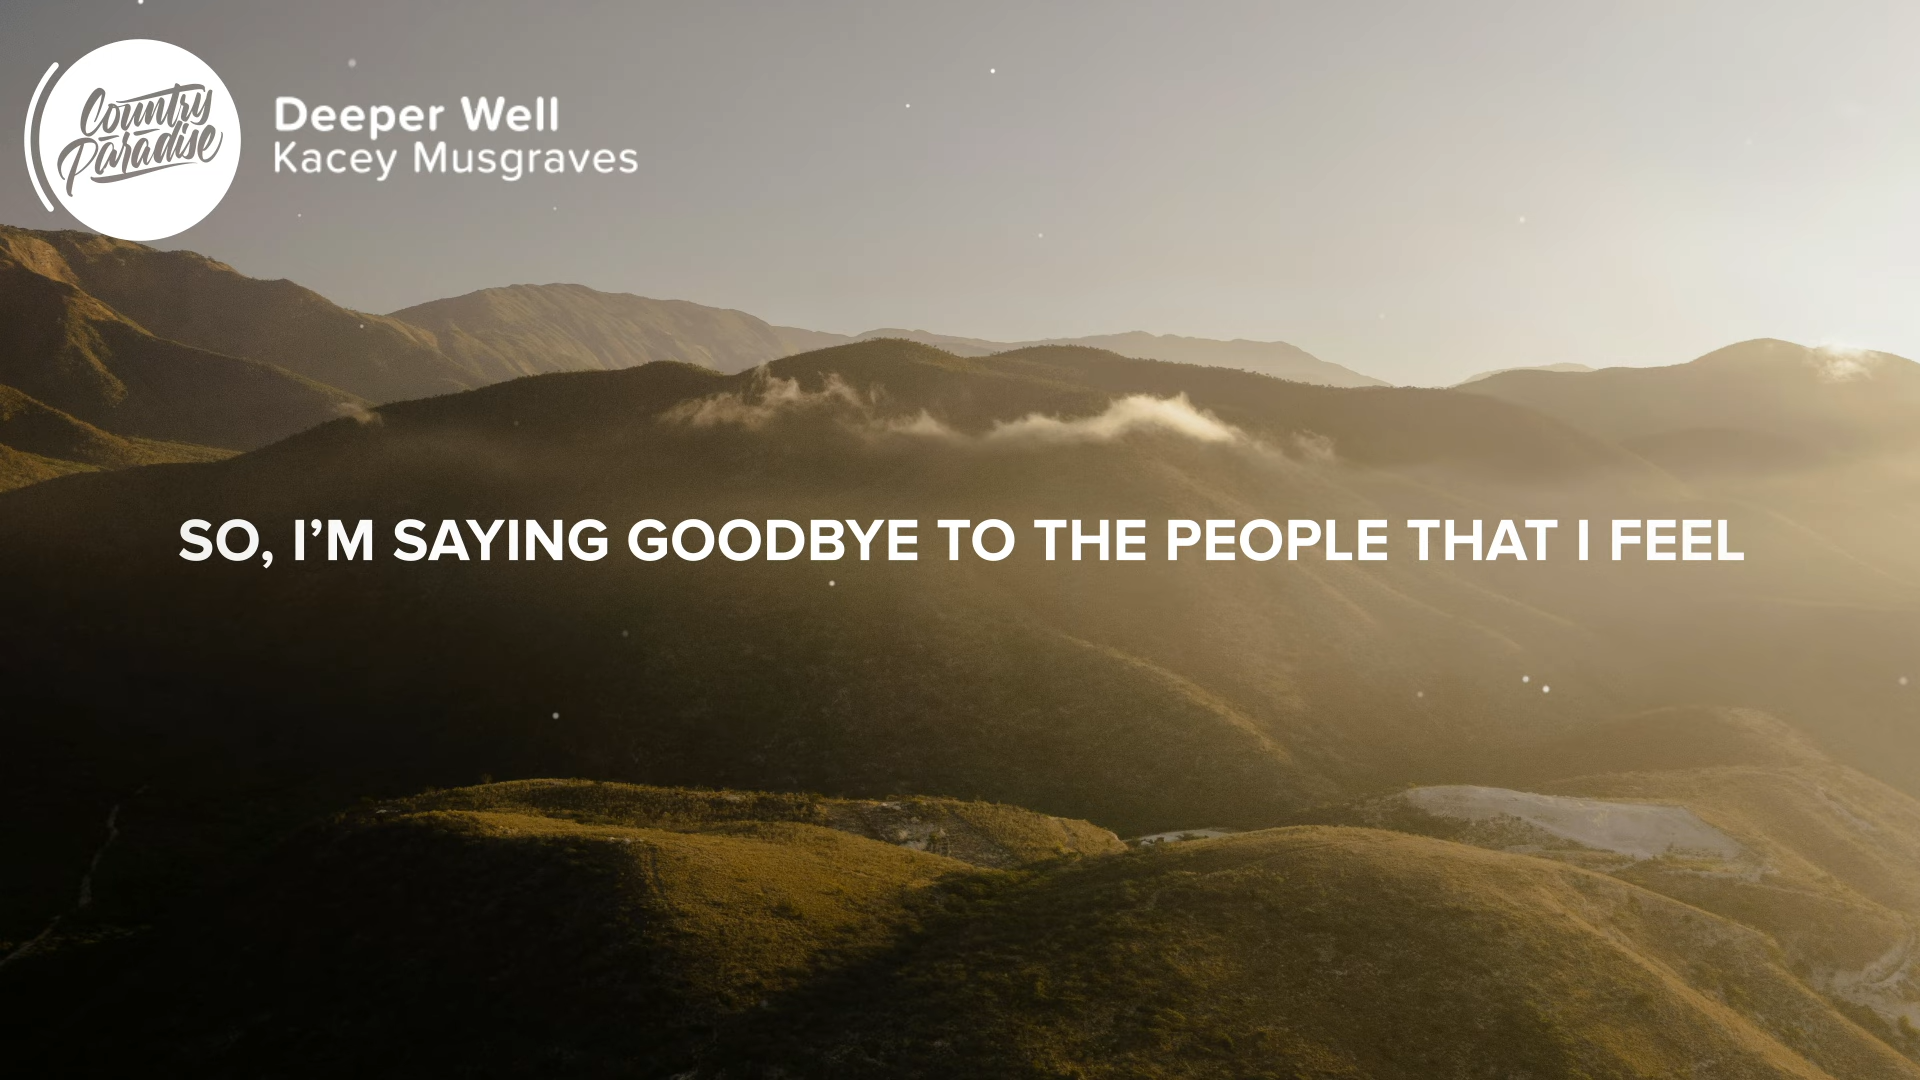 Country
Paradise
Deeper Well
Kacey Musgraves
SO, I’M SAYING GOODBYE TO THE PEOPLE THAT I FEEL